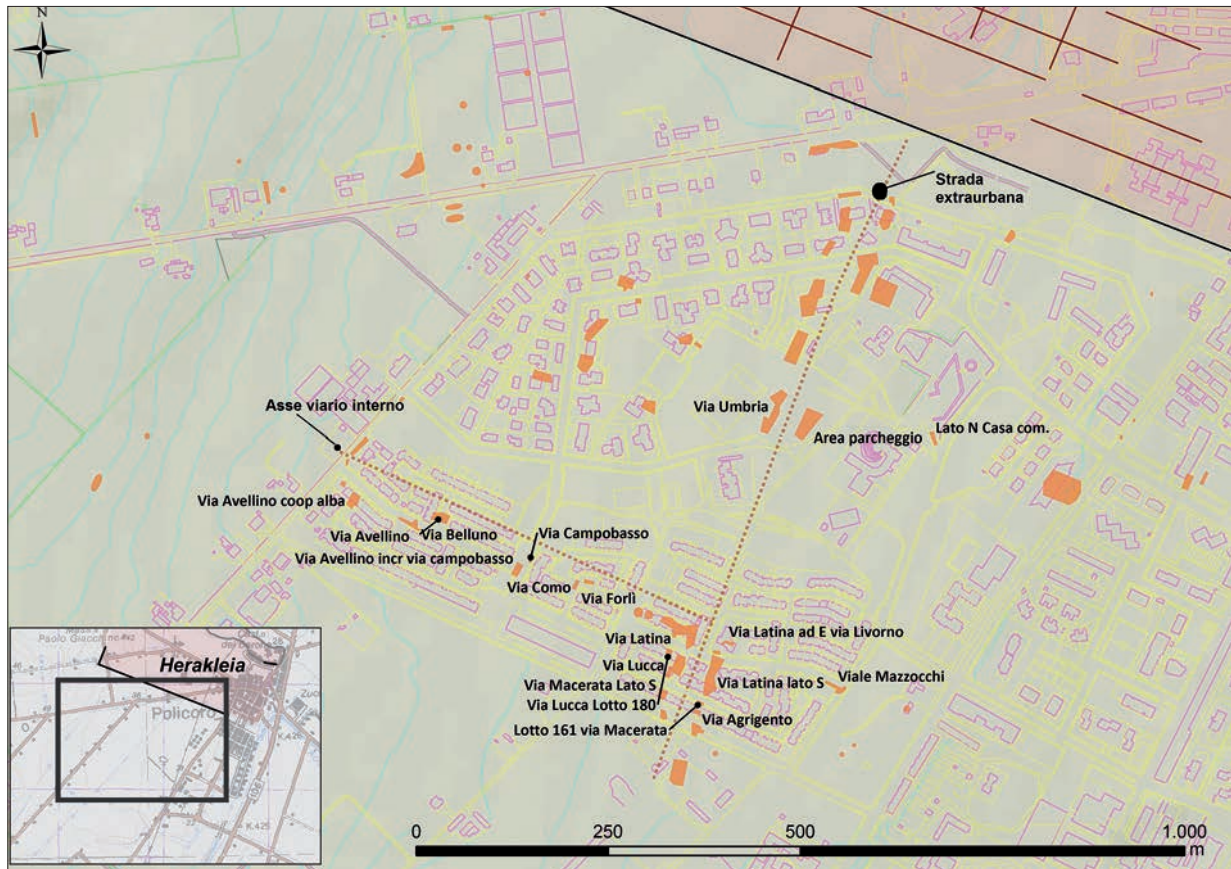 Strada
extraurbana
Asse viario interno
Via Umbria
Area parcheggio
Lato N Casa com.
Via Avellino coop alba
Via Avellino
Via Belluno
Via Campobasso
Via Avellino incr via campobasso
Via Como
Via Forlì
Via Latina
Via Latina ad E via Livorno
Via Lucca
Via Macerata Lato S
Via Latina lato S
Viale Mazzocchi
Via Lucca Lotto 180
Via Agrigento
Lotto 161 via Macerata
Herakleia
Policoro
0
250
500
1.000
m